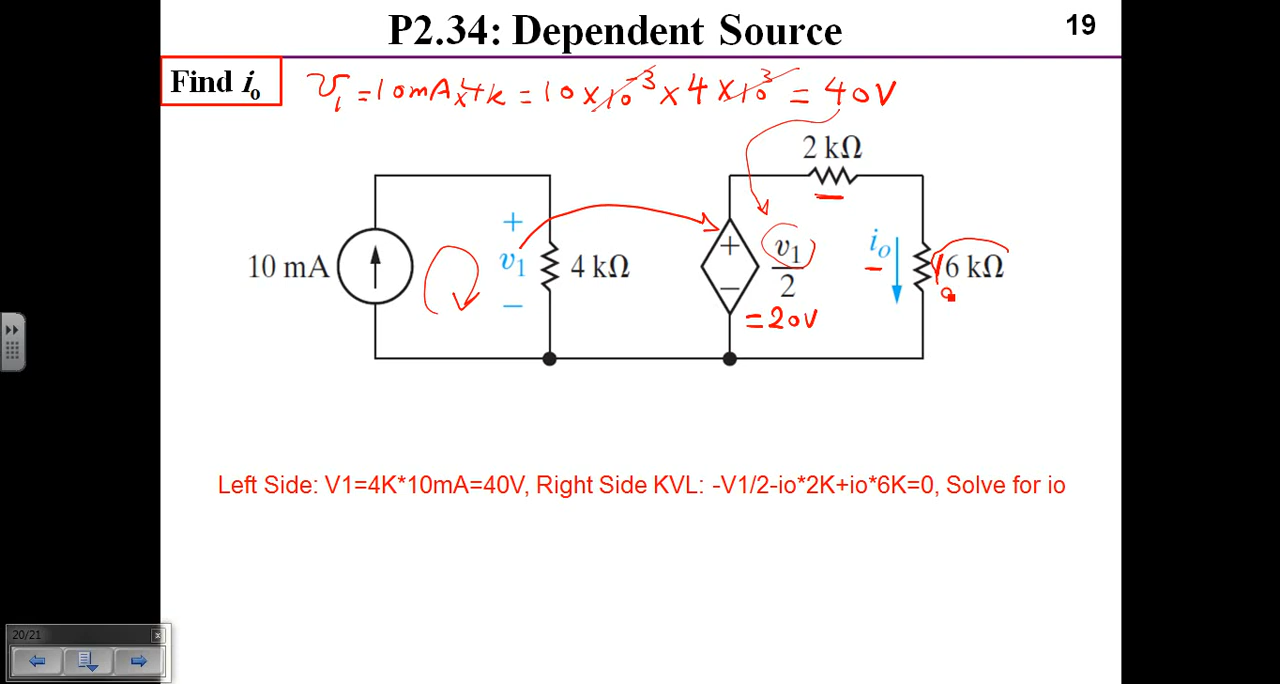 P2.34: Dependent Source
19
Find io
V1 = 10mA x 4k = 10 x 10^-3 x 4 x 10^3 = 40V
2 kΩ
10 mA
+
v1
−
4 kΩ
+
−
v1
2
= 20V
io
6 kΩ
Left Side: V1=4K*10mA=40V, Right Side KVL: -V1/2-io*2K+io*6K=0, Solve for io
20/21
x